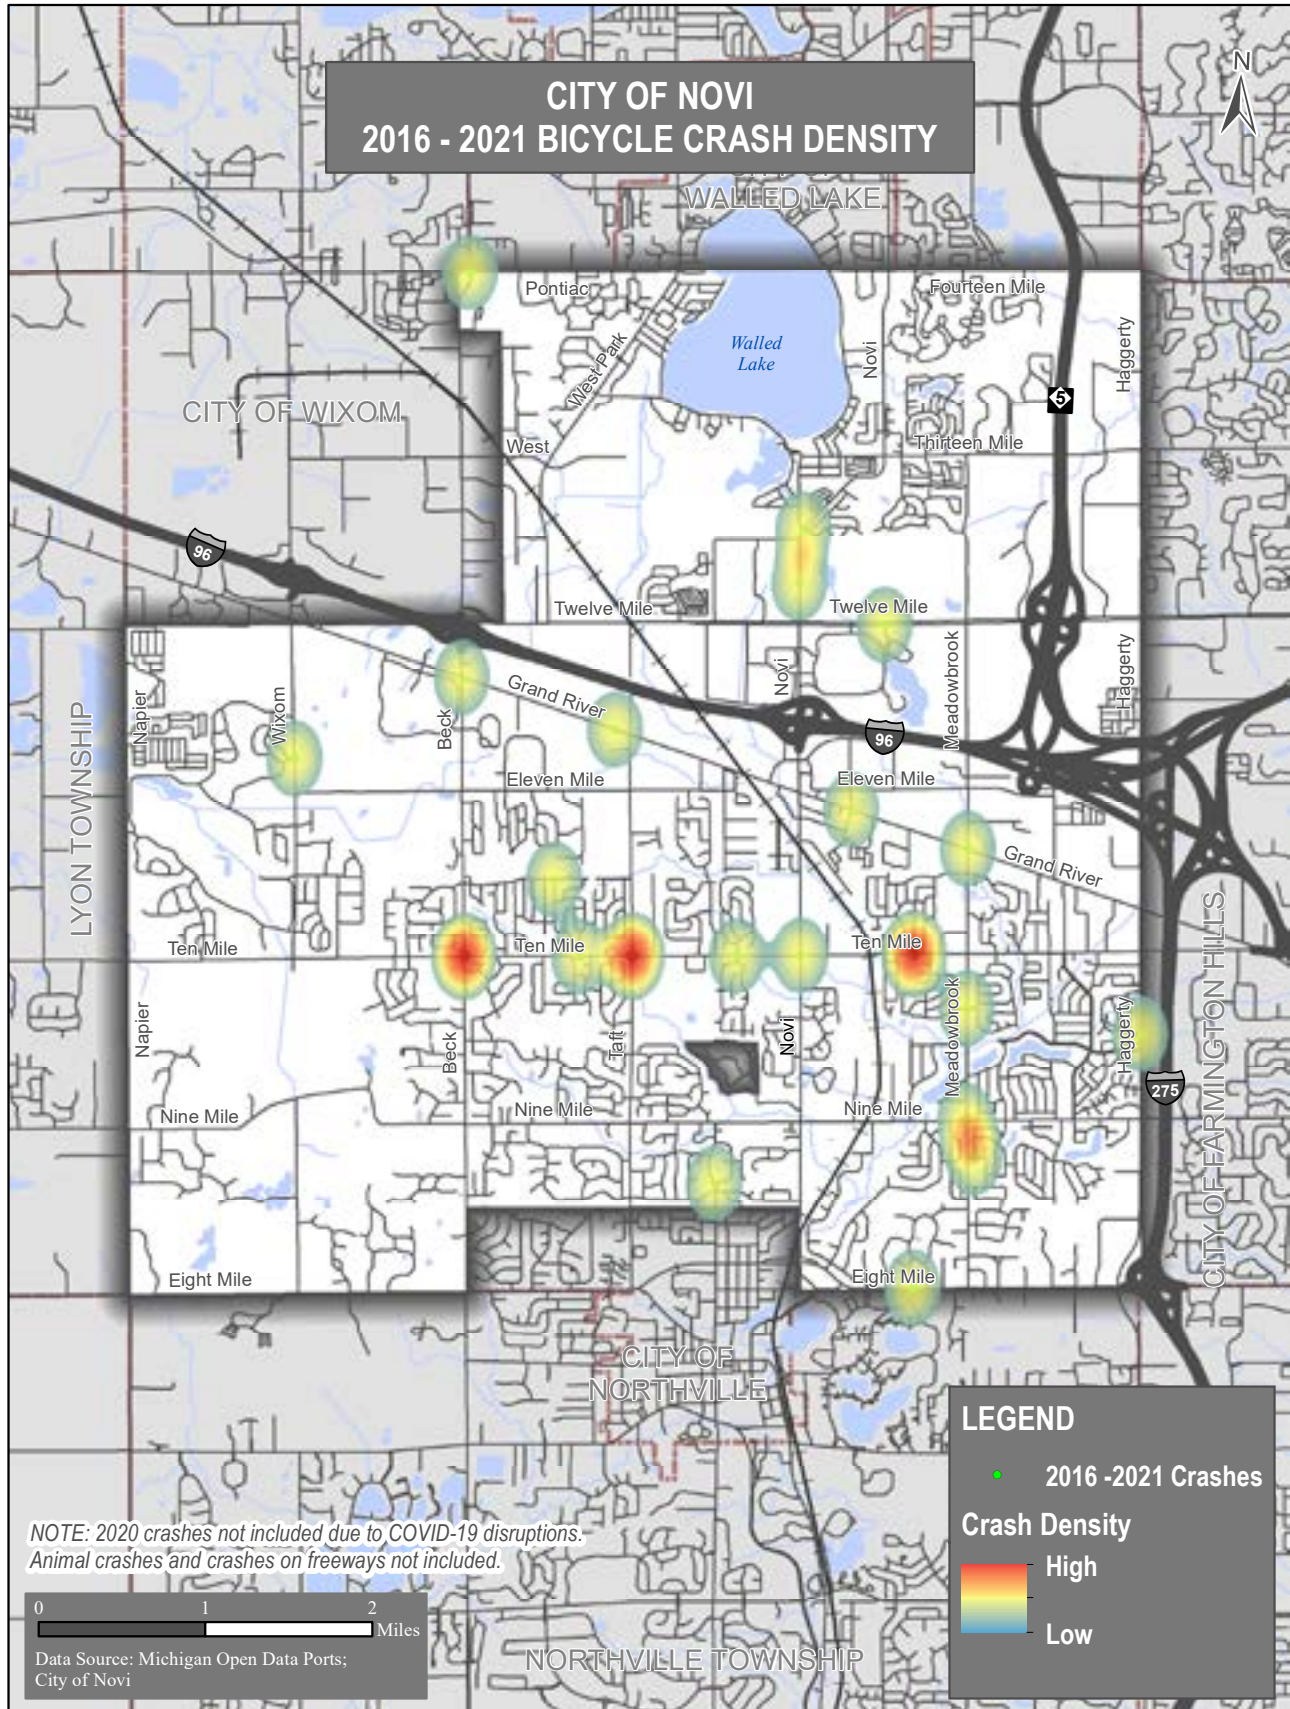 CITY OF NOVI
2016 - 2021 BICYCLE CRASH DENSITY
N
WALLED LAKE
Pontiac
Fourteen Mile
Walled
Lake
Novi
Haggerty
West Park
5
CITY OF WIXOM
West
Thirteen Mile
96
Twelve Mile
Twelve Mile
Napier
Wixom
Beck
Grand River
Novi
Meadowbrook
Haggerty
96
LYON TOWNSHIP
Eleven Mile
Eleven Mile
Grand River
Ten Mile
Ten Mile
Ten Mile
Napier
Beck
Taft
Novi
Meadowbrook
Haggerty
275
CITY OF FARMINGTON HILLS
Nine Mile
Nine Mile
Nine Mile
Eight Mile
Eight Mile
CITY OF
NORTHVILLE
NORTHVILLE TOWNSHIP
LEGEND
2016 -2021 Crashes
Crash Density
High
Low
NOTE: 2020 crashes not included due to COVID-19 disruptions.
Animal crashes and crashes on freeways not included.
0 1 2
Miles
Data Source: Michigan Open Data Ports;
City of Novi